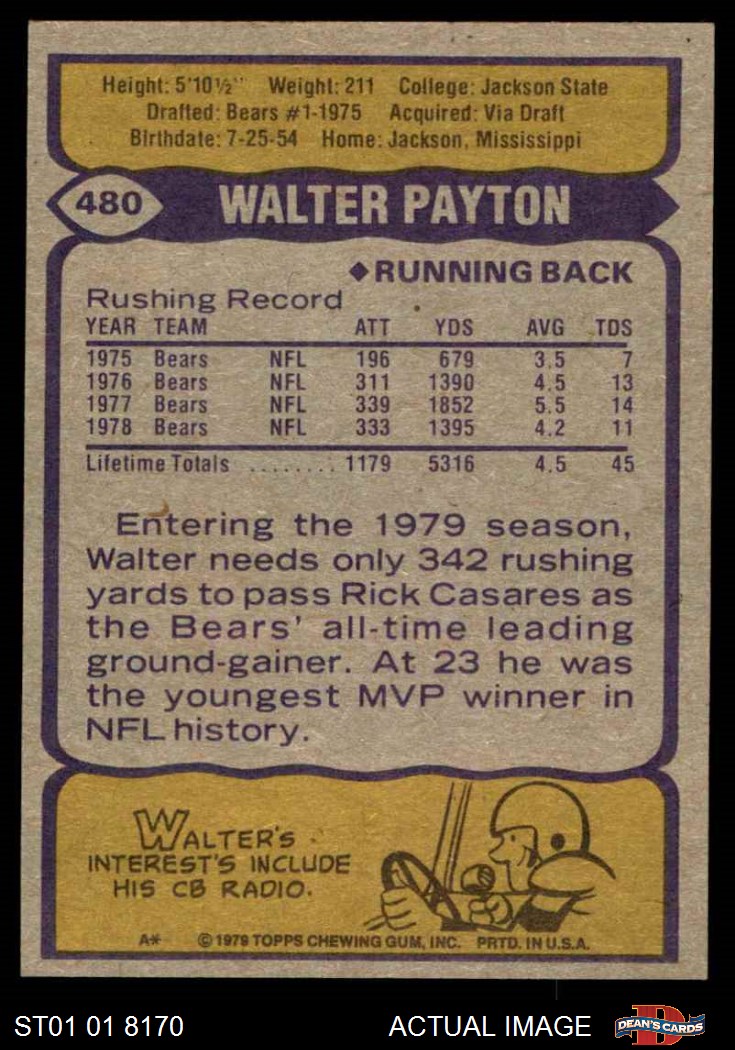 Height: 5'10½" Weight: 211 College: Jackson State
Drafted: Bears #1-1975 Acquired: Via Draft
Birthdate: 7-25-54 Home: Jackson, Mississippi
480 WALTER PAYTON
◆RUNNING BACK
Rushing Record
YEAR TEAM ATT YDS AVG TDS
1975 Bears NFL 196 679 3.5 7
1976 Bears NFL 311 1390 4.5 13
1977 Bears NFL 339 1852 5.5 14
1978 Bears NFL 333 1395 4.2 11
Lifetime Totals ........ 1179 5316 4.5 45
Entering the 1979 season,
Walter needs only 342 rushing
yards to pass Rick Casares as
the Bears' all-time leading
ground-gainer. At 23 he was
the youngest MVP winner in
NFL history.
WALTER'S
INTEREST'S INCLUDE
HIS CB RADIO.
A* © 1979 TOPPS CHEWING GUM, INC. PRTD. IN U.S.A.
ST01 01 8170 ACTUAL IMAGE D DEAN'S CARDS